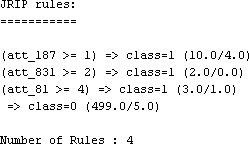 JRIP rules:
===========
(att_187 >= 1) => class=1 (10.0/4.0)
(att_831 >= 2) => class=1 (2.0/0.0)
(att_81 >= 4) => class=1 (3.0/1.0)
=> class=0 (499.0/5.0)
Number of Rules : 4